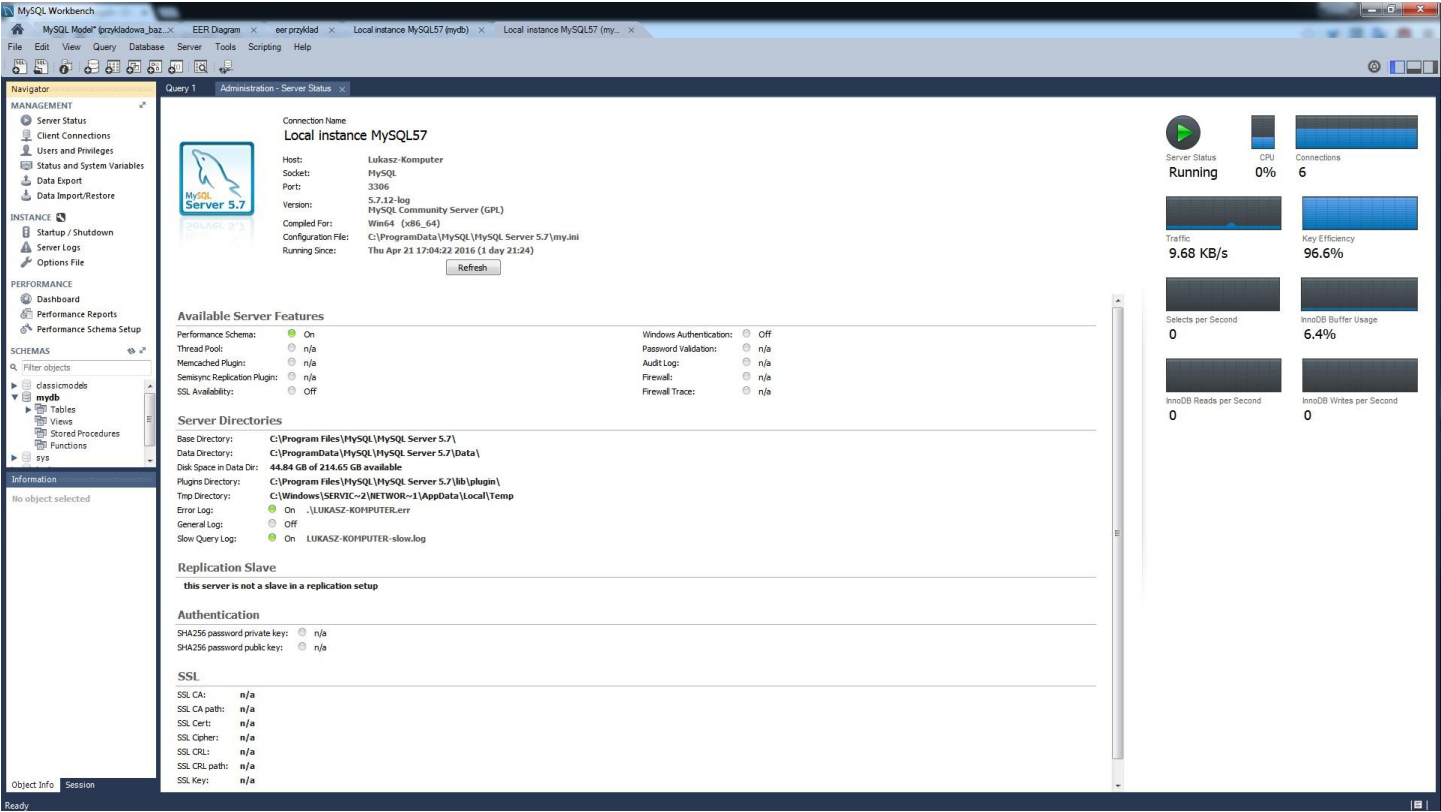 MySQL Workbench
MySQL Model* (przykladowa_baz... × EER Diagram × eer przyklad × Local instance MySQL57 (mydb) × Local instance MySQL57 (my... ×
File Edit View Query Database Server Tools Scripting Help
Navigator
Query 1 Administration - Server Status ×
MANAGEMENT
Server Status
Client Connections
Users and Privileges
Status and System Variables
Data Export
Data Import/Restore
INSTANCE
Startup / Shutdown
Server Logs
Options File
PERFORMANCE
Dashboard
Performance Reports
Performance Schema Setup
SCHEMAS
Filter objects
classicmodels
mydb
Tables
Views
Stored Procedures
Functions
sys
Information
No object selected
Object Info Session
Ready
MySQL
Server 5.7
Connection Name
Local instance MySQL57
Host: Lukasz-Komputer
Socket: MySQL
Port: 3306
Version: 5.7.12-log
MySQL Community Server (GPL)
Compiled For: Win64 (x86_64)
Configuration File: C:\ProgramData\MySQL\MySQL Server 5.7\my.ini
Running Since: Thu Apr 21 17:04:22 2016 (1 day 21:24)
Refresh
Available Server Features
Performance Schema: On Windows Authentication: Off
Thread Pool: n/a Password Validation: n/a
Memcached Plugin: n/a Audit Log: n/a
Semisync Replication Plugin: n/a Firewall: n/a
SSL Availability: Off Firewall Trace: n/a
Server Directories
Base Directory: C:\Program Files\MySQL\MySQL Server 5.7\
Data Directory: C:\ProgramData\MySQL\MySQL Server 5.7\Data\
Disk Space in Data Dir: 44.84 GB of 214.65 GB available
Plugins Directory: C:\Program Files\MySQL\MySQL Server 5.7\lib\plugin\
Tmp Directory: C:\Windows\SERVIC~2\NETWOR~1\AppData\Local\Temp
Error Log: On .\LUKASZ-KOMPUTER.err
General Log: Off
Slow Query Log: On LUKASZ-KOMPUTER-slow.log
Replication Slave
this server is not a slave in a replication setup
Authentication
SHA256 password private key: n/a
SHA256 password public key: n/a
SSL
SSL CA: n/a
SSL CA path: n/a
SSL Cert: n/a
SSL Cipher: n/a
SSL CRL: n/a
SSL CRL path: n/a
SSL Key: n/a
Server Status CPU Connections
Running 0% 6
Traffic Key Efficiency
9.68 KB/s 96.6%
Selects per Second InnoDB Buffer Usage
0 6.4%
InnoDB Reads per Second InnoDB Writes per Second
0 0